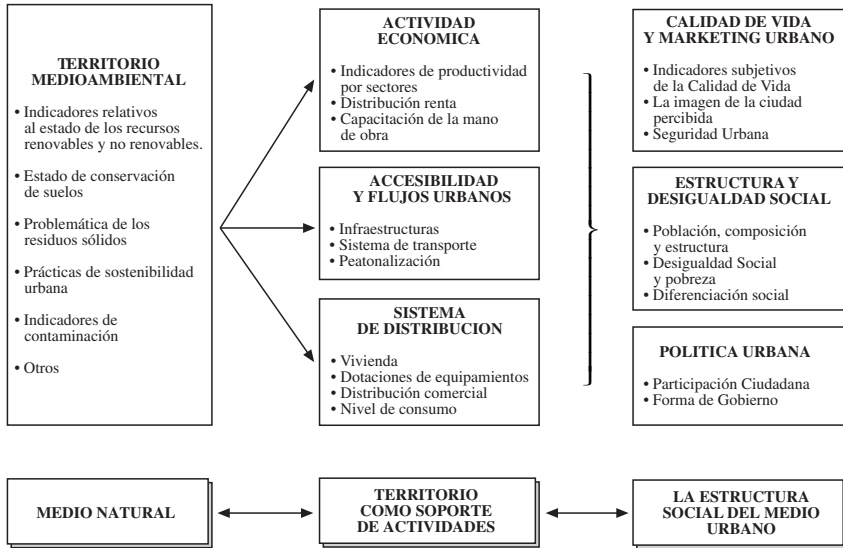 TERRITORIO
MEDIOAMBIENTAL
• Indicadores relativos
al estado de los recursos
renovables y no renovables.
• Estado de conservación
de suelos
• Problemática de los
residuos sólidos
• Prácticas de sostenibilidad
urbana
• Indicadores de
contaminación
• Otros
ACTIVIDAD
ECONOMICA
• Indicadores de productividad
por sectores
• Distribución renta
• Capacitación de la mano
de obra
ACCESIBILIDAD
Y FLUJOS URBANOS
• Infraestructuras
• Sistema de transporte
• Peatonalización
SISTEMA
DE DISTRIBUCION
• Vivienda
• Dotaciones de equipamientos
• Distribución comercial
• Nivel de consumo
CALIDAD DE VIDA
Y MARKETING URBANO
• Indicadores subjetivos
de la Calidad de Vida
• La imagen de la ciudad
percibida
• Seguridad Urbana
ESTRUCTURA Y
DESIGUALDAD SOCIAL
• Población, composición
y estructura
• Desigualdad Social
y pobreza
• Diferenciación social
POLITICA URBANA
• Participación Ciudadana
• Forma de Gobierno
MEDIO NATURAL
TERRITORIO
COMO SOPORTE
DE ACTIVIDADES
LA ESTRUCTURA
SOCIAL DEL MEDIO
URBANO